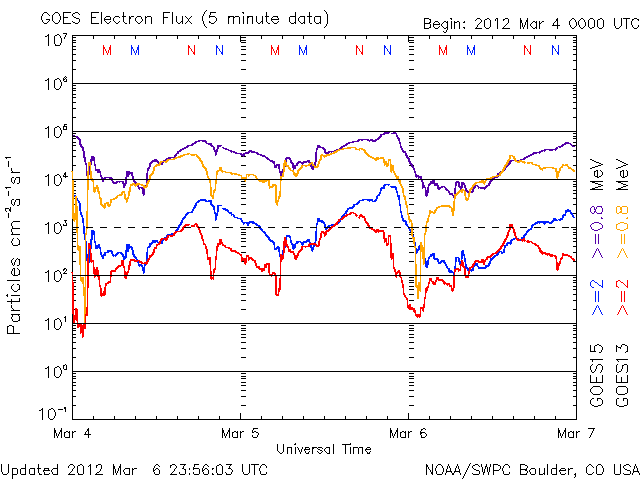 GOES Electron Flux (5 minute data)
Begin: 2012 Mar 4 0000 UTC
10⁷
M M N N M M N N M M N N
10⁶
10⁵
10⁴
10³
10²
10¹
10⁰
10⁻¹
Particles cm⁻²s⁻¹sr⁻¹
Mar 4 Mar 5 Mar 6 Mar 7
Universal Time
GOES15 >=2 >=0.8 MeV
GOES13 >=2 >=0.8 MeV
Updated 2012 Mar 6 23:56:03 UTC
NOAA/SWPC Boulder, CO USA